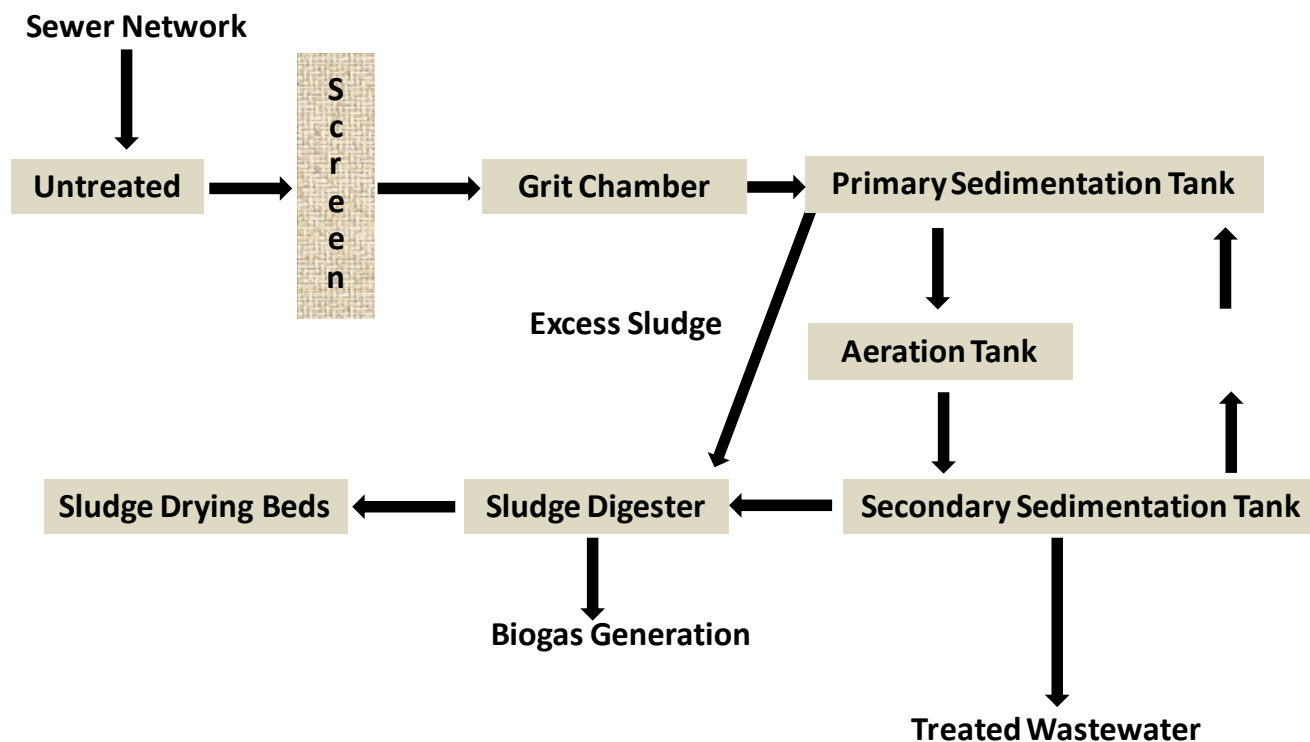 Sewer Network
Untreated
Screen
Grit Chamber
Primary Sedimentation Tank
Excess Sludge
Aeration Tank
Sludge Drying Beds
Sludge Digester
Secondary Sedimentation Tank
Biogas Generation
Treated Wastewater